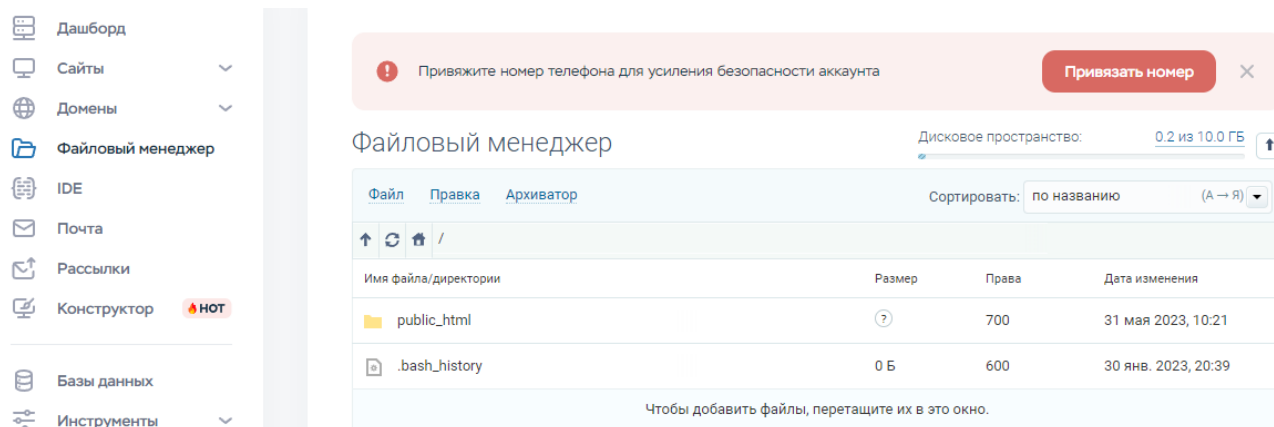 Дашборд
Сайты
Домены
Файловый менеджер
IDE
Почта
Рассылки
Конструктор HOT
Базы данных
Инструменты
Привяжите номер телефона для усиления безопасности аккаунта
Привязать номер
Файловый менеджер
Дисковое пространство: 0.2 из 10.0 ГБ
Файл Правка Архиватор
Сортировать: по названию (А → Я)
/
Имя файла/директории Размер Права Дата изменения
public_html ? 700 31 мая 2023, 10:21
.bash_history 0 Б 600 30 янв. 2023, 20:39
Чтобы добавить файлы, перетащите их в это окно.